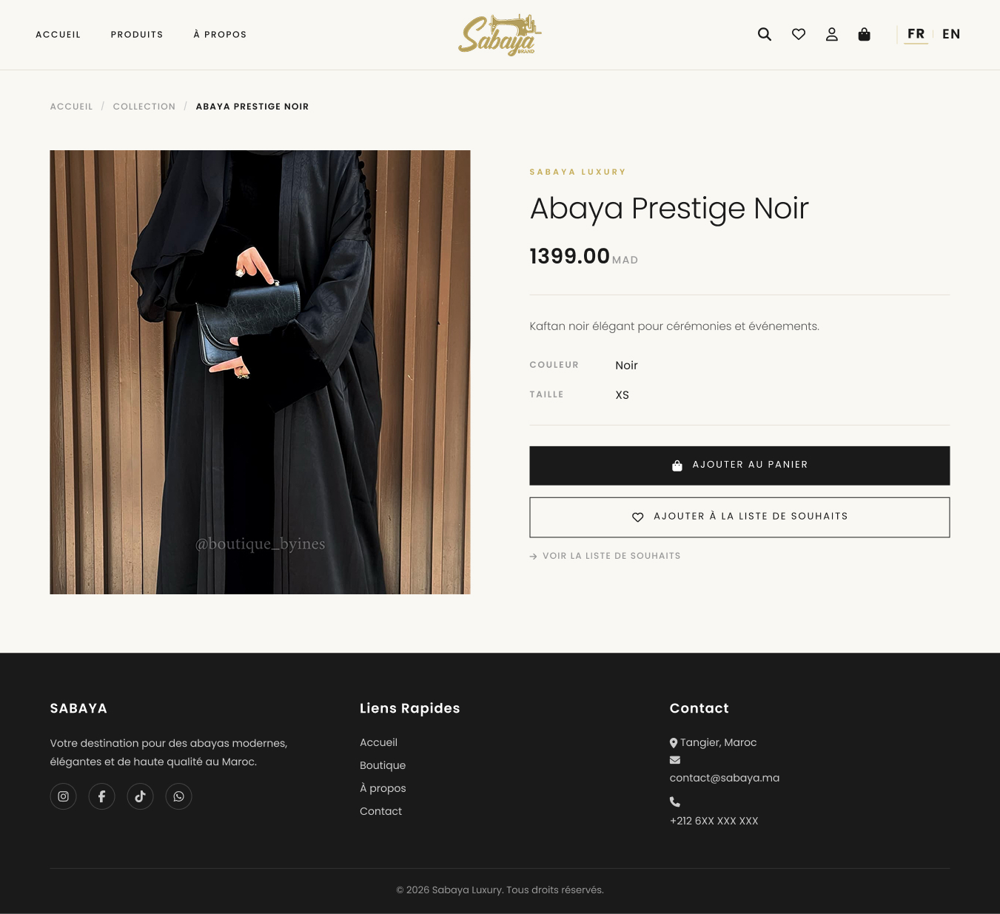 ACCUEIL PRODUITS À PROPOS
Sabaya
BRAND
FR EN
ACCUEIL / COLLECTION / ABAYA PRESTIGE NOIR
@boutique_byines
SABAYA LUXURY
Abaya Prestige Noir
1399.00 MAD
Kaftan noir élégant pour cérémonies et événements.
COULEUR Noir
TAILLE XS
AJOUTER AU PANIER
AJOUTER À LA LISTE DE SOUHAITS
→ VOIR LA LISTE DE SOUHAITS
SABAYA
Votre destination pour des abayas modernes,
élégantes et de haute qualité au Maroc.
Liens Rapides
Accueil
Boutique
À propos
Contact
Contact
Tangier, Maroc
contact@sabaya.ma
+212 6XX XXX XXX
© 2026 Sabaya Luxury. Tous droits réservés.